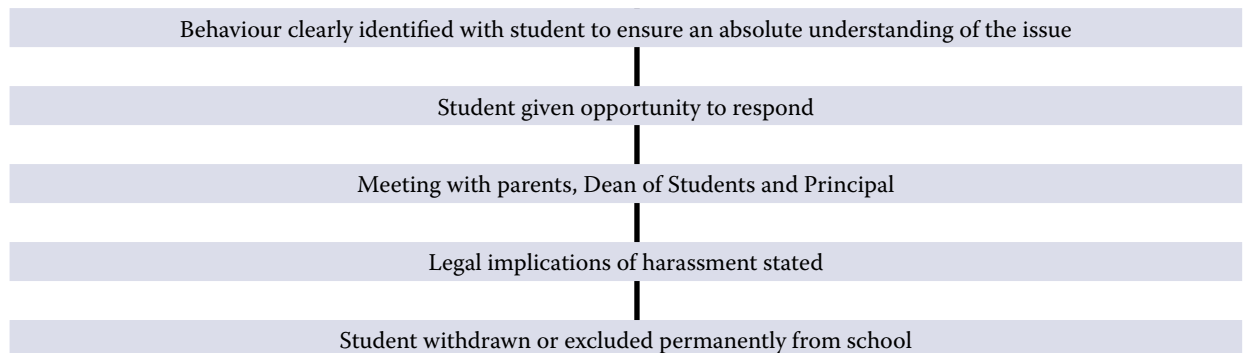 Behaviour clearly identified with student to ensure an absolute understanding of the issue
Student given opportunity to respond
Meeting with parents, Dean of Students and Principal
Legal implications of harassment stated
Student withdrawn or excluded permanently from school